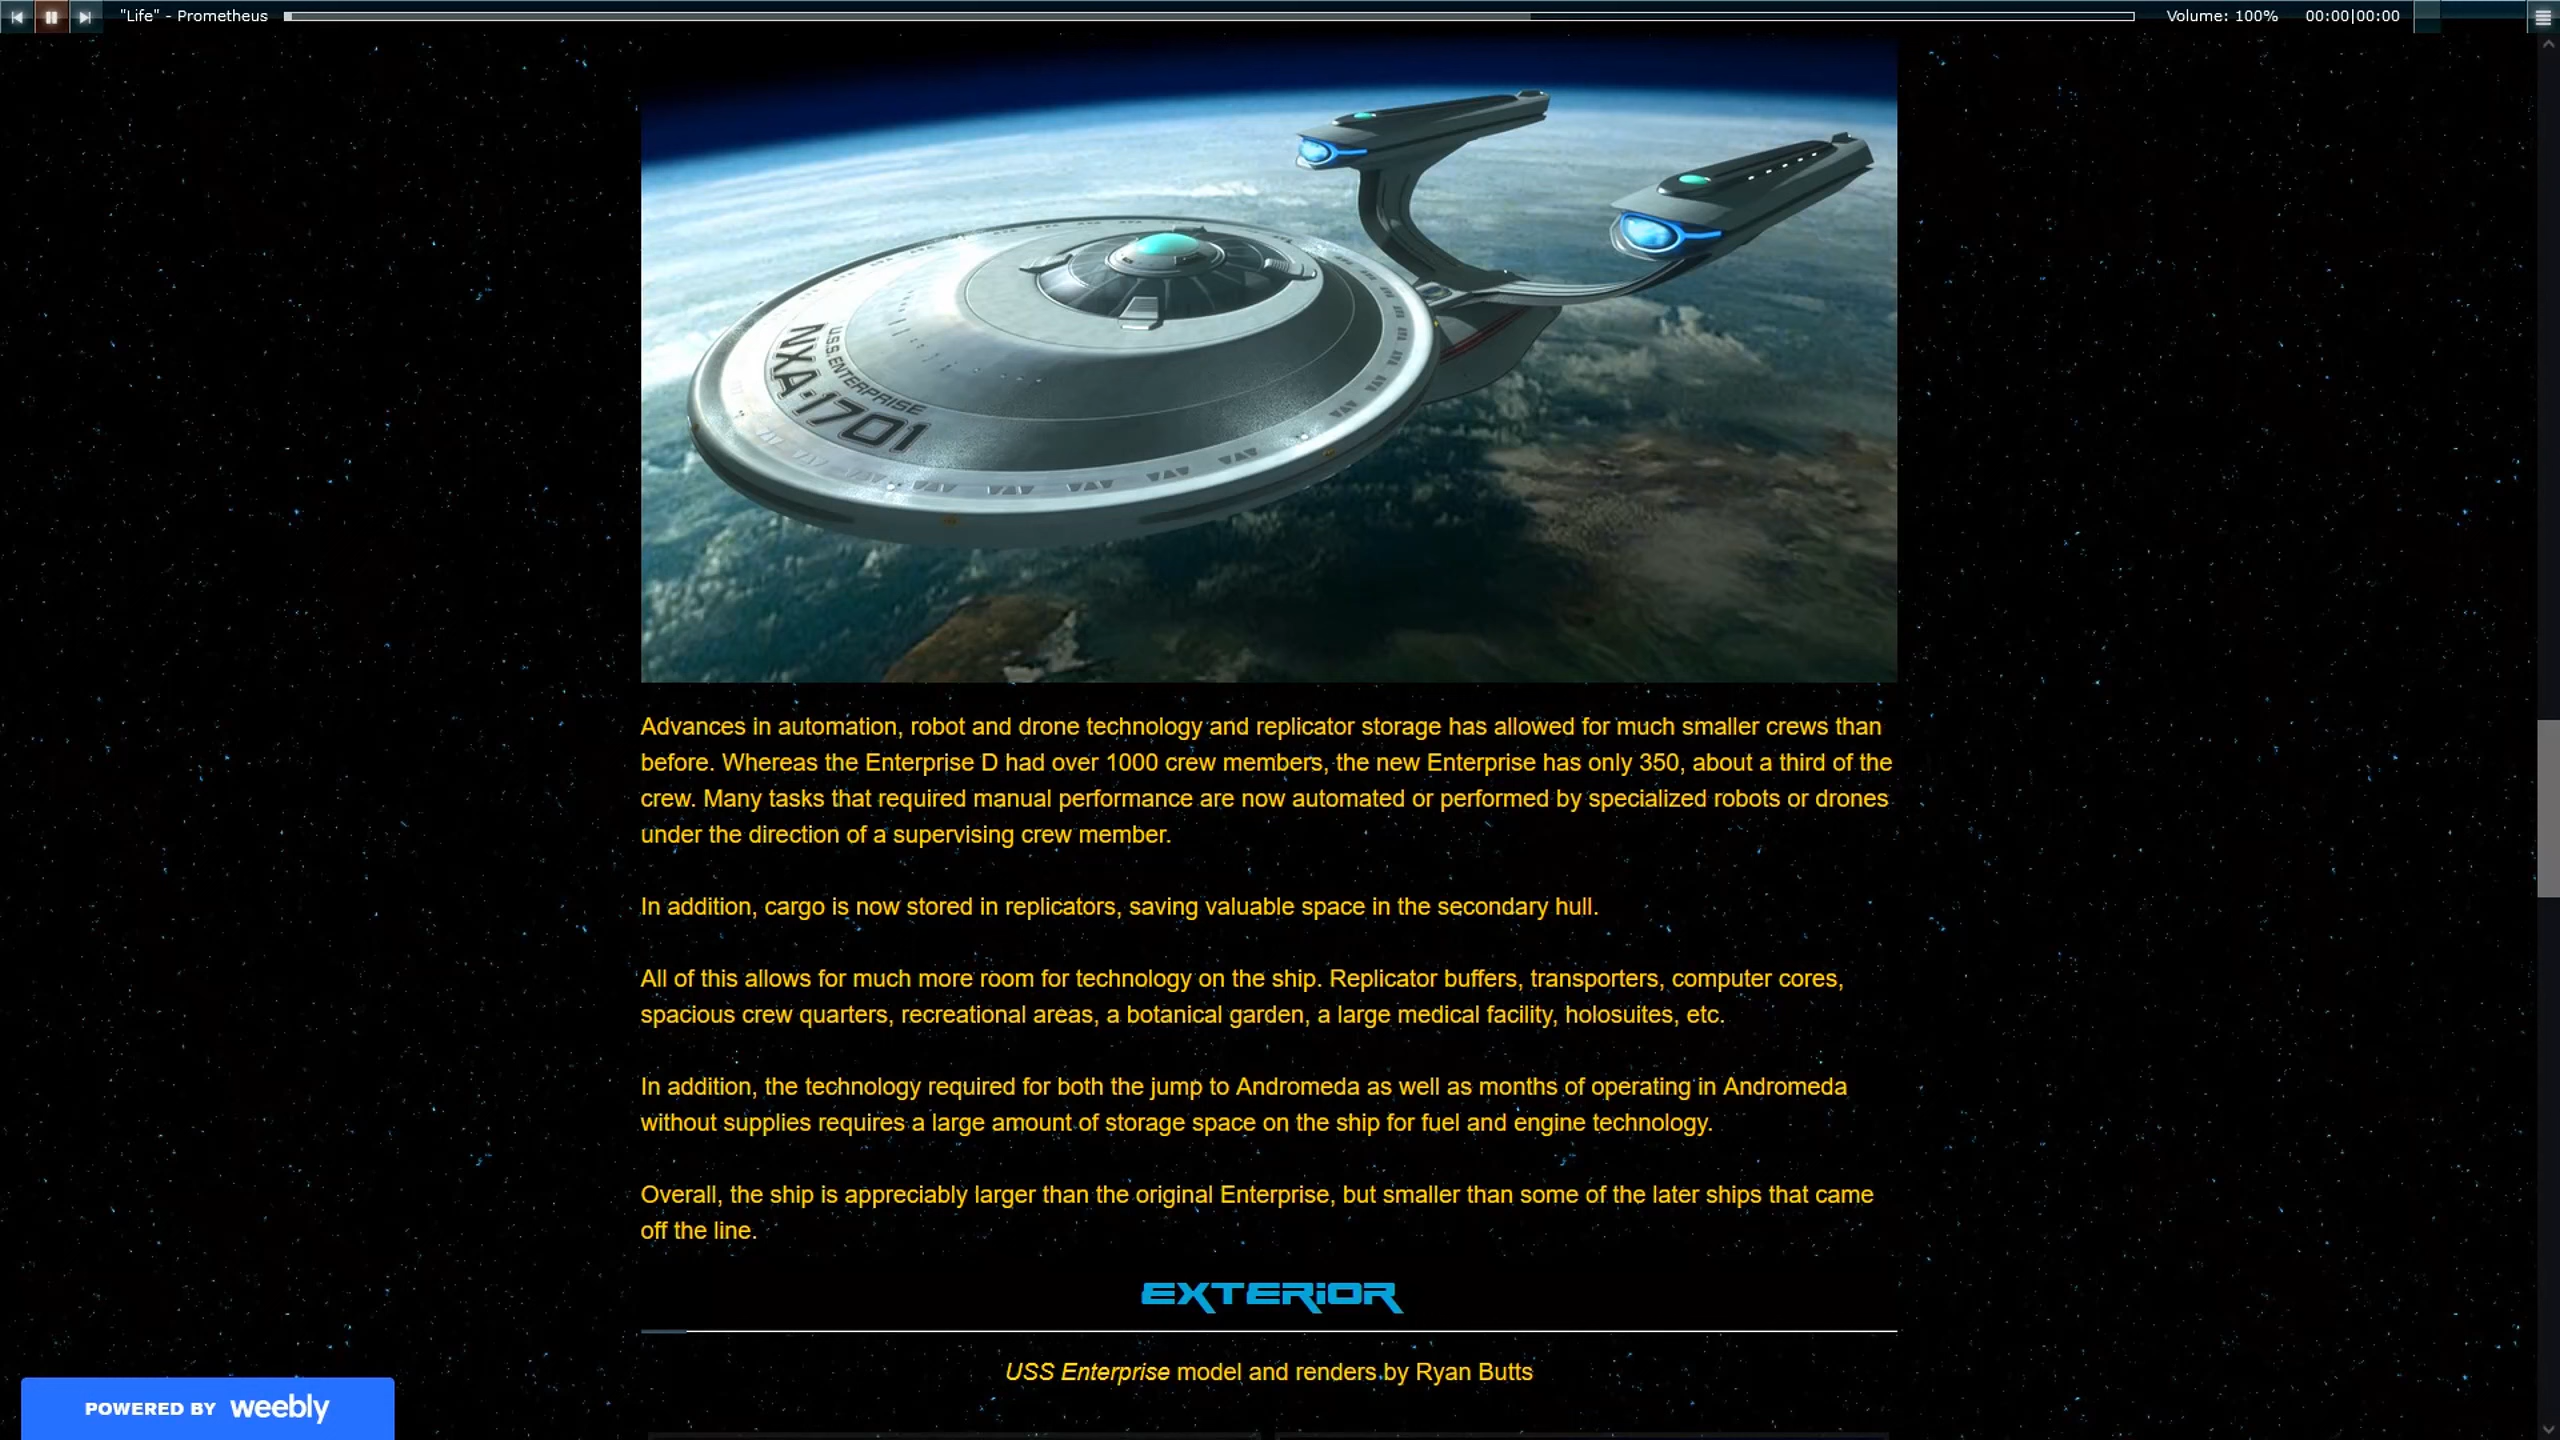 "Life" - Prometheus
Volume: 100%
00:00|00:00
U.S.S. ENTERPRISE
NXA-1701
Advances in automation, robot and drone technology and replicator storage has allowed for much smaller crews than
before. Whereas the Enterprise D had over 1000 crew members, the new Enterprise has only 350, about a third of the
crew. Many tasks that required manual performance are now automated or performed by specialized robots or drones
under the direction of a supervising crew member.
In addition, cargo is now stored in replicators, saving valuable space in the secondary hull.
All of this allows for much more room for technology on the ship. Replicator buffers, transporters, computer cores,
spacious crew quarters, recreational areas, a botanical garden, a large medical facility, holosuites, etc.
In addition, the technology required for both the jump to Andromeda as well as months of operating in Andromeda
without supplies requires a large amount of storage space on the ship for fuel and engine technology.
Overall, the ship is appreciably larger than the original Enterprise, but smaller than some of the later ships that came
off the line.
EXTERiOR
USS Enterprise model and renders by Ryan Butts
POWERED BY weebly